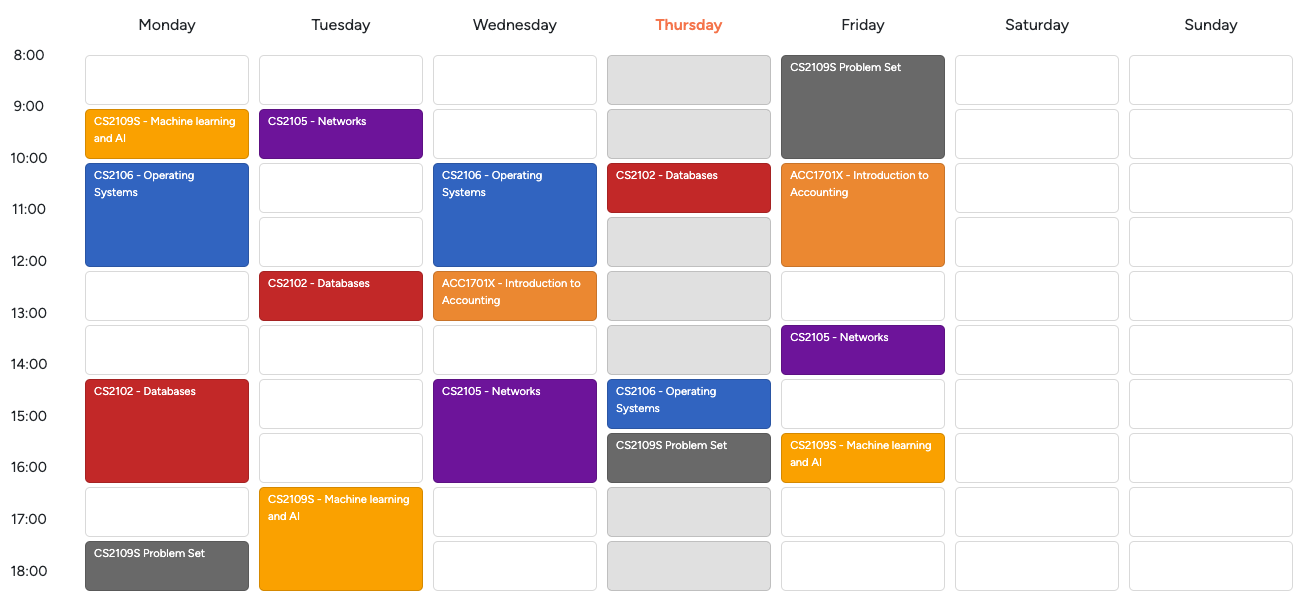 Monday
Tuesday
Wednesday
Thursday
Friday
Saturday
Sunday
8:00
CS2109S Problem Set
9:00
CS2109S - Machine learning
and AI
CS2105 - Networks
10:00
CS2106 - Operating
Systems
CS2106 - Operating
Systems
CS2102 - Databases
ACC1701X - Introduction to
Accounting
11:00
12:00
CS2102 - Databases
ACC1701X - Introduction to
Accounting
13:00
CS2105 - Networks
14:00
CS2102 - Databases
CS2105 - Networks
CS2106 - Operating
Systems
15:00
CS2109S Problem Set
CS2109S - Machine learning
and AI
16:00
CS2109S - Machine learning
and AI
17:00
CS2109S Problem Set
18:00